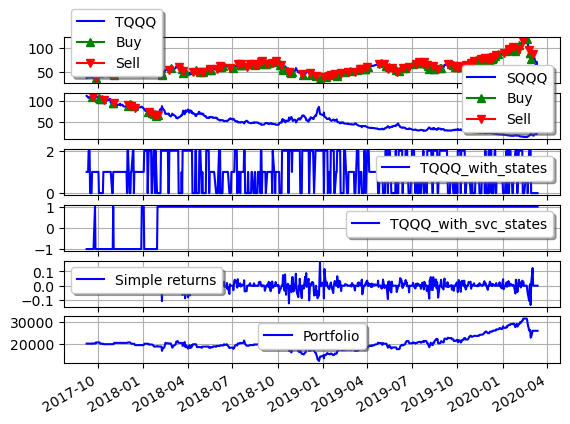 TQQQ
Buy
Sell
100
50
SQQQ
Buy
Sell
100
50
2
0
TQQQ_with_states
1
0
−1
TQQQ_with_svc_states
0.1
0.0
−0.1
Simple returns
30000
20000
Portfolio
2017-10
2018-01
2018-04
2018-07
2018-10
2019-01
2019-04
2019-07
2019-10
2020-01
2020-04